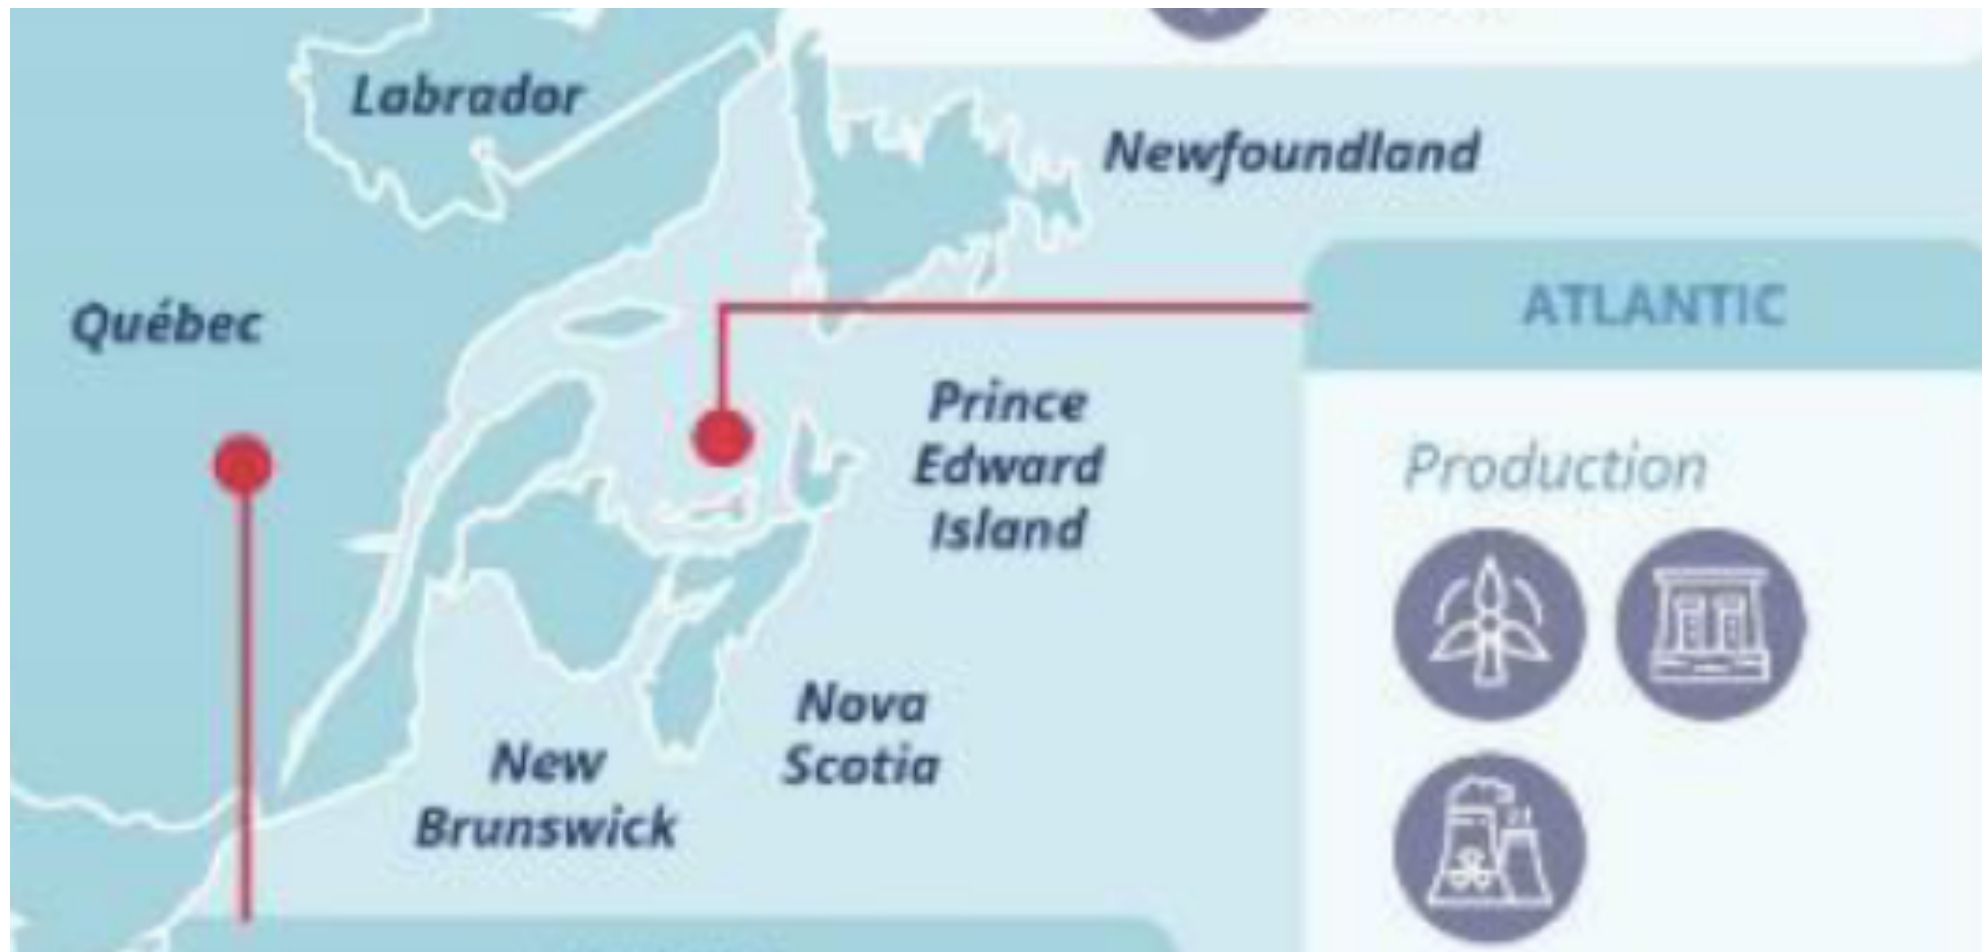 Labrador
Newfoundland
Québec
ATLANTIC
Prince
Edward
Island
Production
Nova
Scotia
New
Brunswick